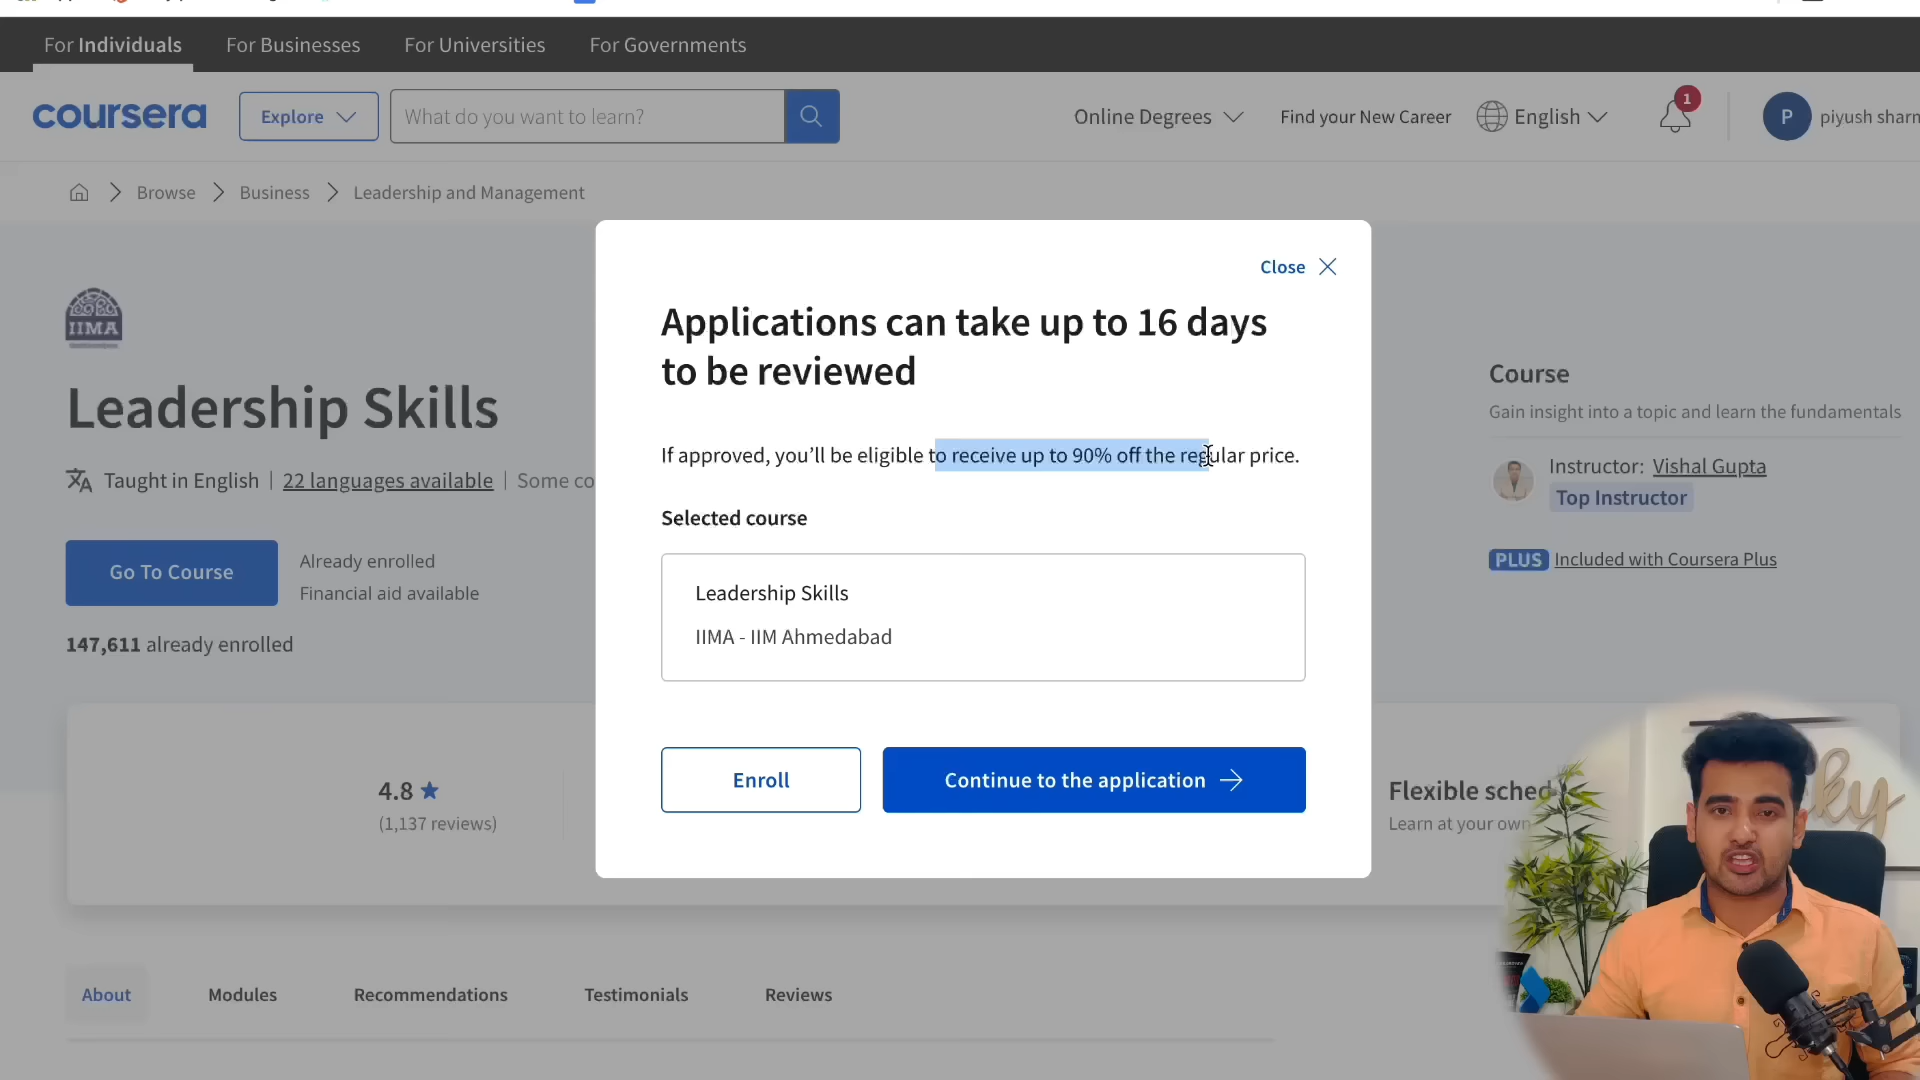 For Individuals For Businesses For Universities For Governments
coursera Explore What do you want to learn? Online Degrees Find your New Career English 1 P piyush
Browse Business Leadership and Management
Close
Applications can take up to 16 days
to be reviewed
If approved, you'll be eligible to receive up to 90% off the regular price.
Selected course
Leadership Skills
IIMA - IIM Ahmedabad
Enroll Continue to the application
IIMA
Leadership Skills
Taught in English | 22 languages available | Some
Go To Course
Already enrolled
Financial aid available
147,611 already enrolled
Course
Gain insight into a topic and learn the fundamentals
Instructor: Vishal Gupta
Top Instructor
PLUS Included with Coursera Plus
4.8
(1,137 reviews)
Flexible
Learn at your own
About Modules Recommendations Testimonials Reviews